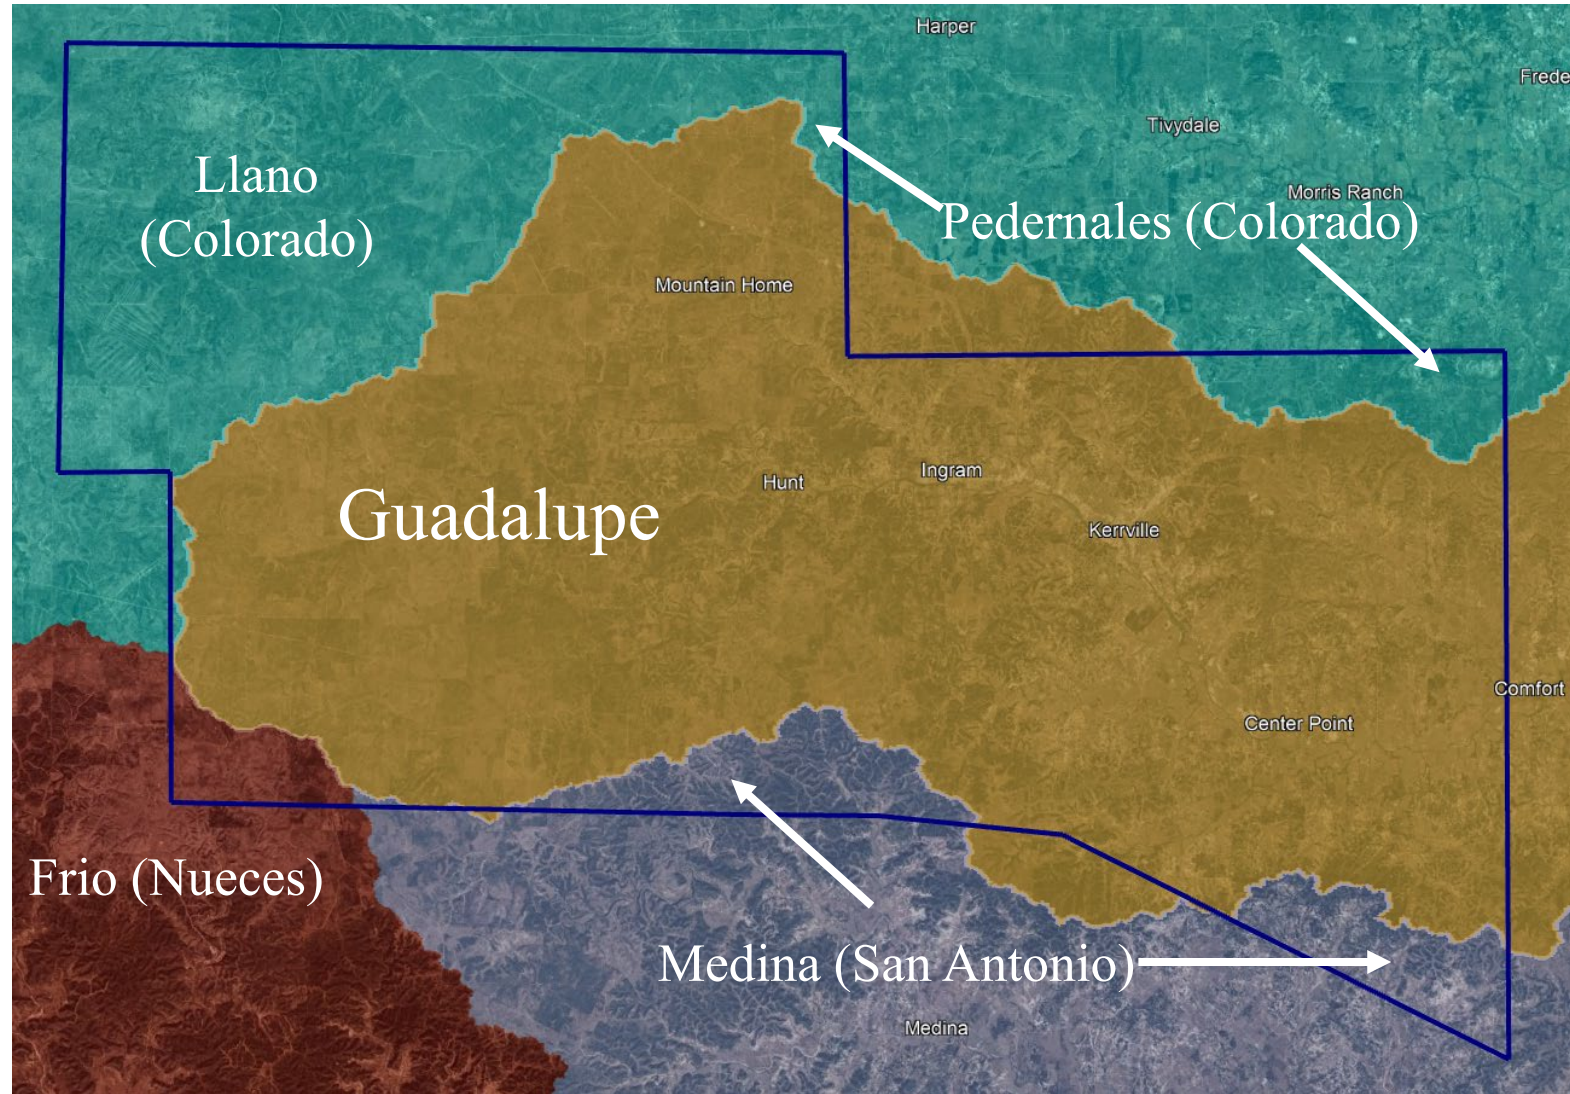 Harper
Frede
Tivydale
Llano
(Colorado)
Morris Ranch
Pedernales (Colorado)
Mountain Home
Guadalupe
Hunt
Ingram
Kerrville
Comfort
Center Point
Frio (Nueces)
Medina (San Antonio)
Medina